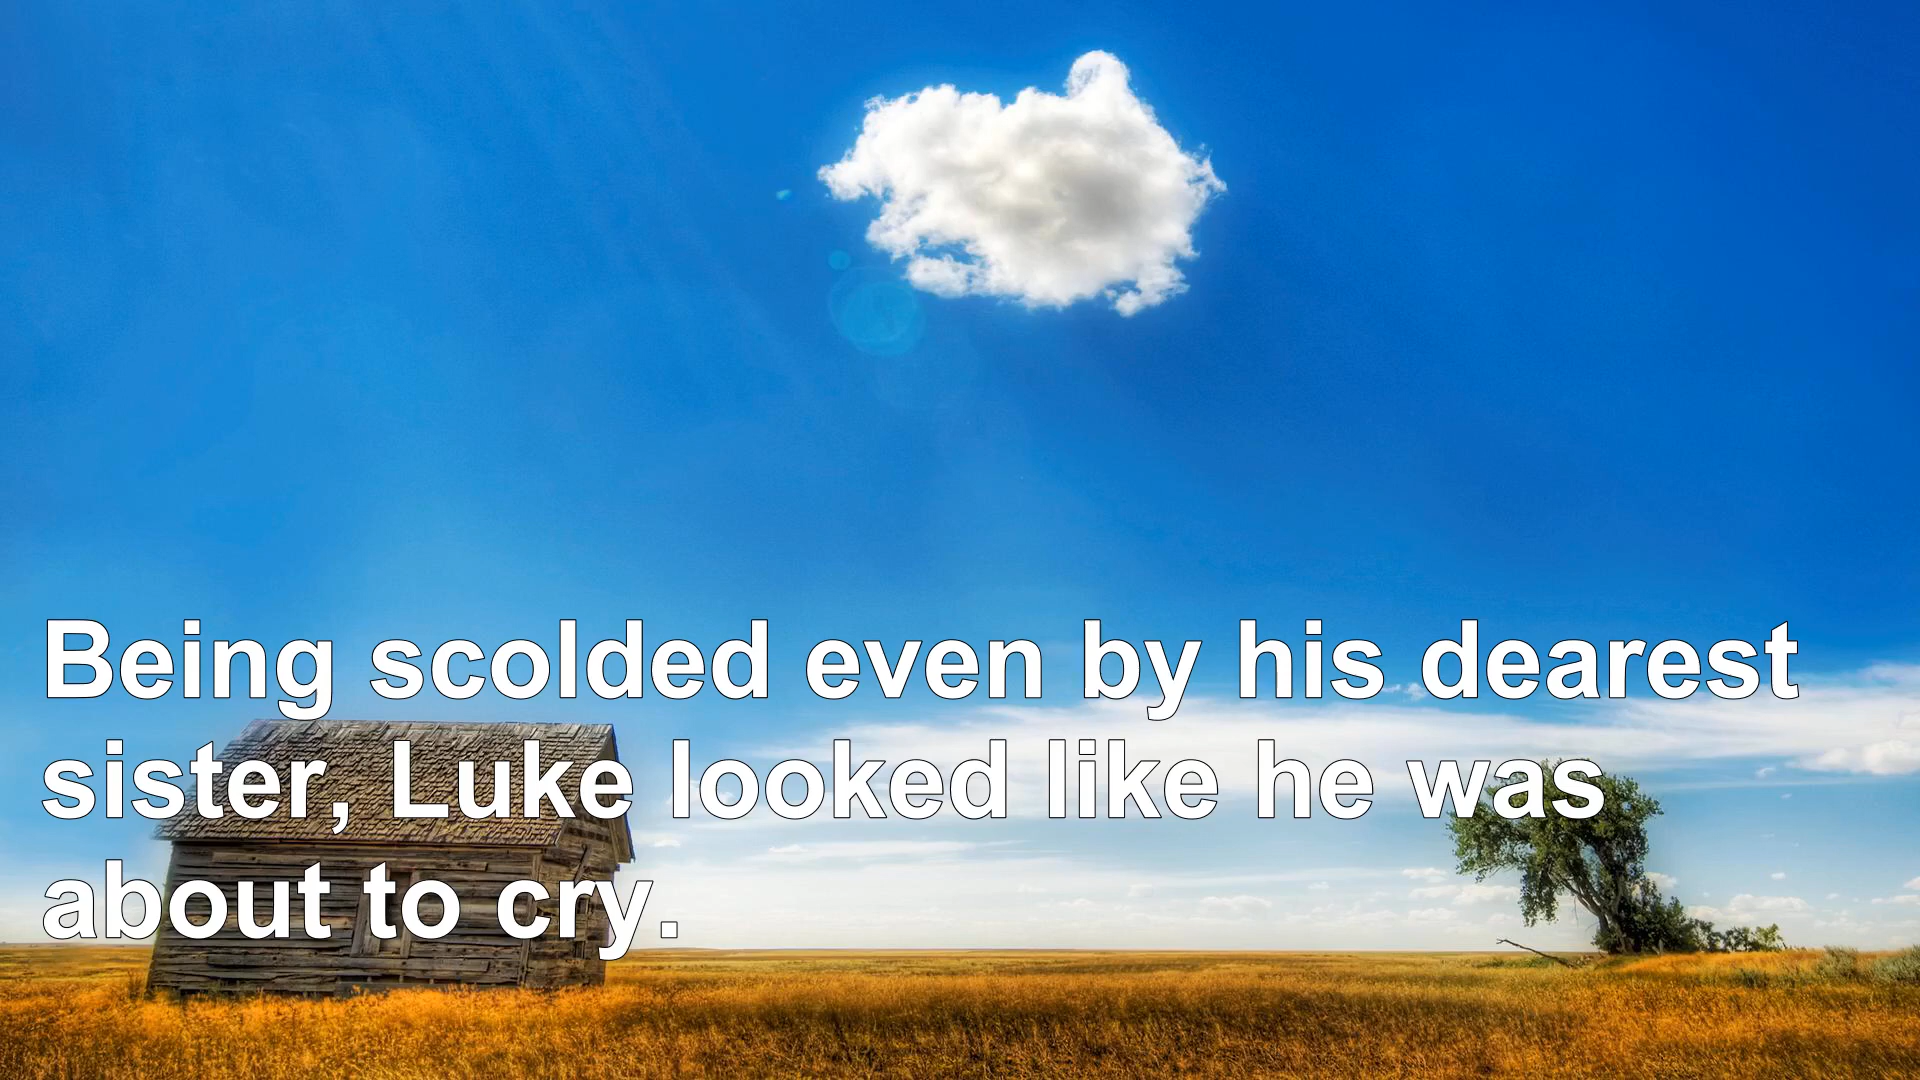 Being scolded even by his dearest
sister, Luke looked like he was
about to cry.